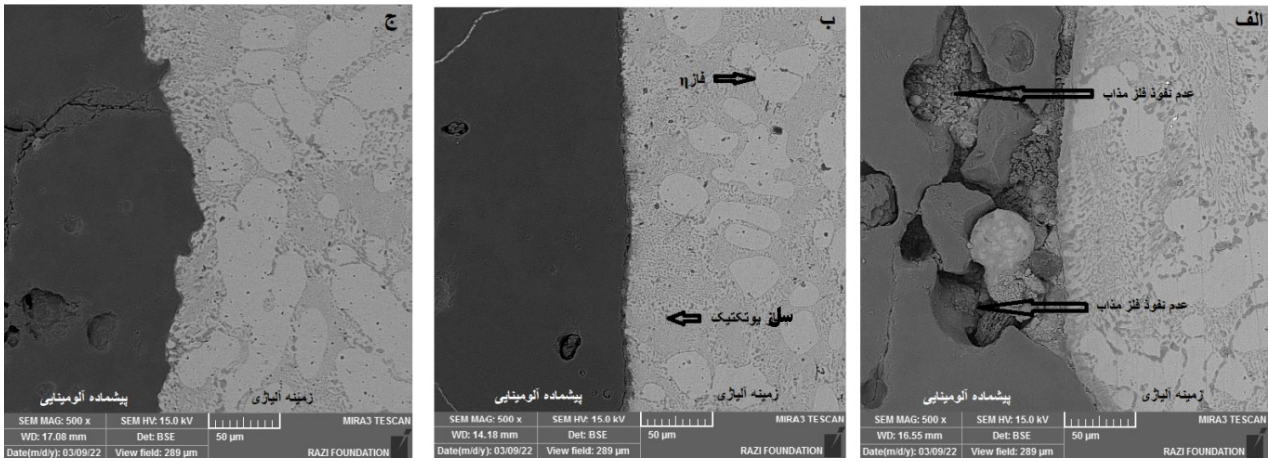 الف
عدم نفوذ فلز مذاب
عدم نفوذ فلز مذاب
پیشماده آلومینایی
زمینه آلیاژی
SEM MAG: 500 x
SEM HV: 15.0 kV
MIRA3 TESCAN
WD: 16.55 mm
Det: BSE
50 µm
Date(m/d/y): 03/09/22
View field: 289 µm
RAZI FOUNDATION
ب
فاز η
یوتکتیک
پیشماده آلومینایی
زمینه آلیاژی
SEM MAG: 500 x
SEM HV: 15.0 kV
MIRA3 TESCAN
WD: 14.18 mm
Det: BSE
50 µm
Date(m/d/y): 03/09/22
View field: 289 µm
RAZI FOUNDATION
ج
پیشماده آلومینایی
زمینه آلیاژی
SEM MAG: 500 x
SEM HV: 15.0 kV
MIRA3 TESCAN
WD: 17.08 mm
Det: BSE
50 µm
Date(m/d/y): 03/09/22
View field: 289 µm
RAZI FOUNDATION